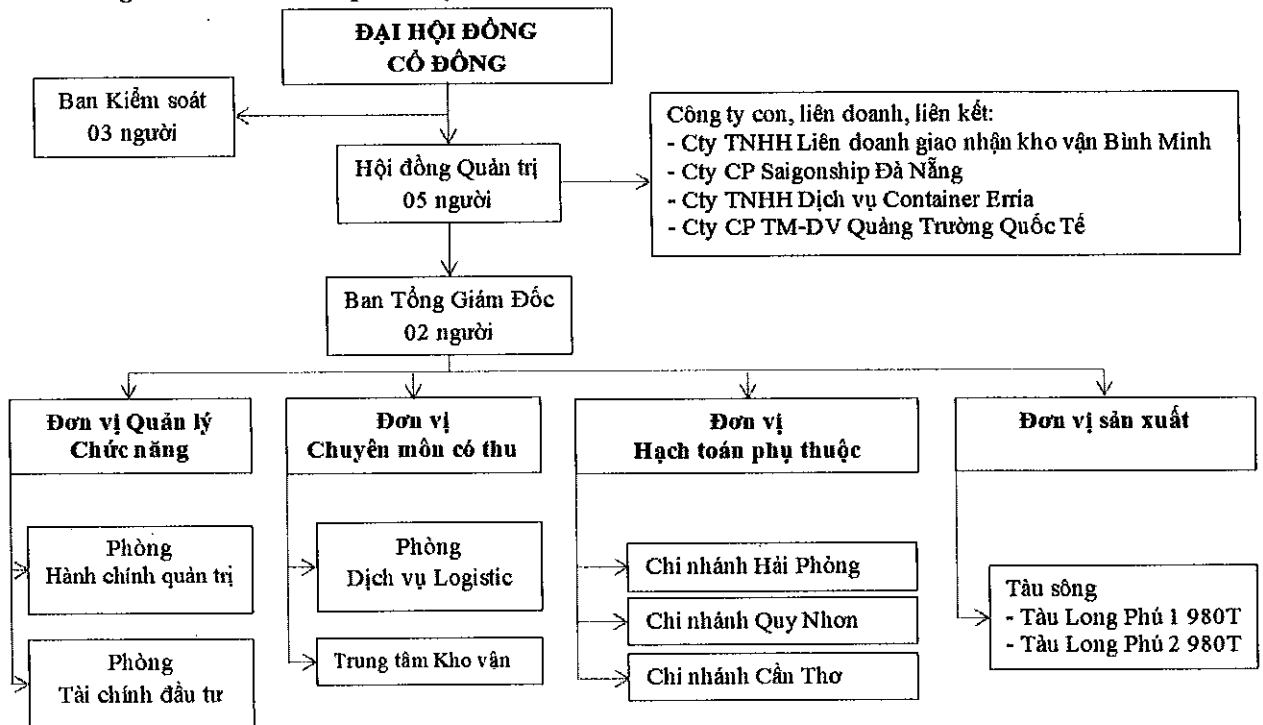 ĐẠI HỘI ĐỒNG
CỔ ĐÔNG
Ban Kiểm soát
03 người
Hội đồng Quản trị
05 người
Công ty con, liên doanh, liên kết:
- Cty TNHH Liên doanh giao nhận kho vận Bình Minh
- Cty CP Saigonship Đà Nẵng
- Cty TNHH Dịch vụ Container Erria
- Cty CP TM-DV Quảng Trường Quốc Tế
Ban Tổng Giám Đốc
02 người
Đơn vị Quản lý
Chức năng
Phòng
Hành chính quản trị
Phòng
Tài chính đầu tư
Đơn vị
Chuyên môn có thu
Phòng
Dịch vụ Logistic
Trung tâm Kho vận
Đơn vị
Hạch toán phụ thuộc
Chi nhánh Hải Phòng
Chi nhánh Quy Nhơn
Chi nhánh Cần Thơ
Đơn vị sản xuất
Tàu sông
- Tàu Long Phú 1 980T
- Tàu Long Phú 2 980T